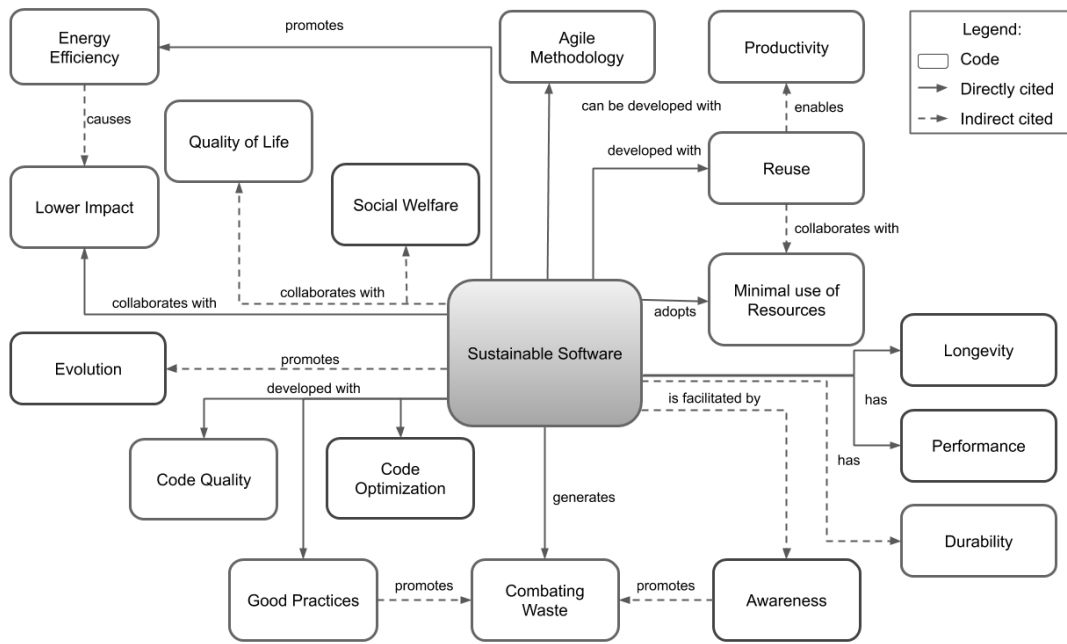 promotes
Energy
Efficiency
Agile
Methodology
Productivity
Legend:
Code
Directly cited
Indirect cited
can be developed with
enables
causes
Quality of Life
developed with
Reuse
Lower Impact
Social Welfare
collaborates with
collaborates with
collaborates with
Minimal use of
Resources
adopts
Sustainable Software
Longevity
Evolution
promotes
developed with
is facilitated by
has
Performance
has
Code Quality
Code
Optimization
generates
Durability
Good Practices
promotes
Combating
Waste
promotes
Awareness